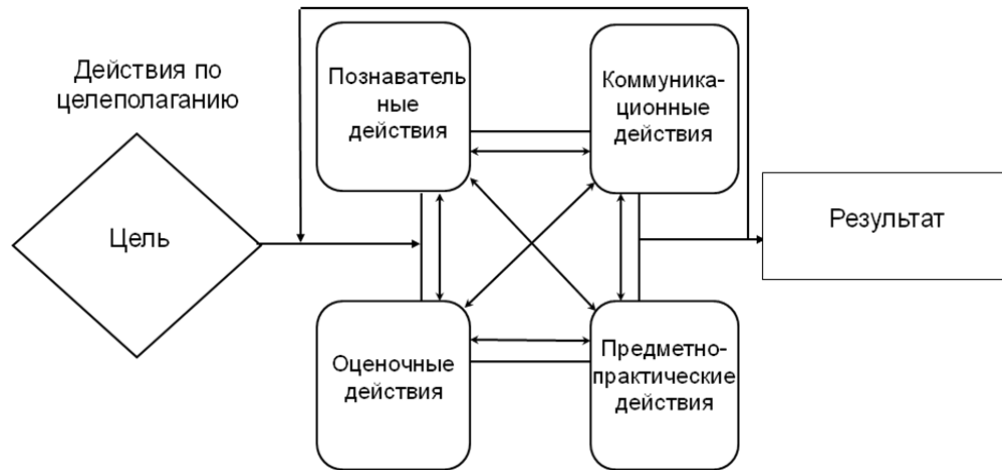 Действия по
целеполаганию
Цель
Познаватель
ные
действия
Коммуника-
ционные
действия
Оценочные
действия
Предметно-
практические
действия
Результат